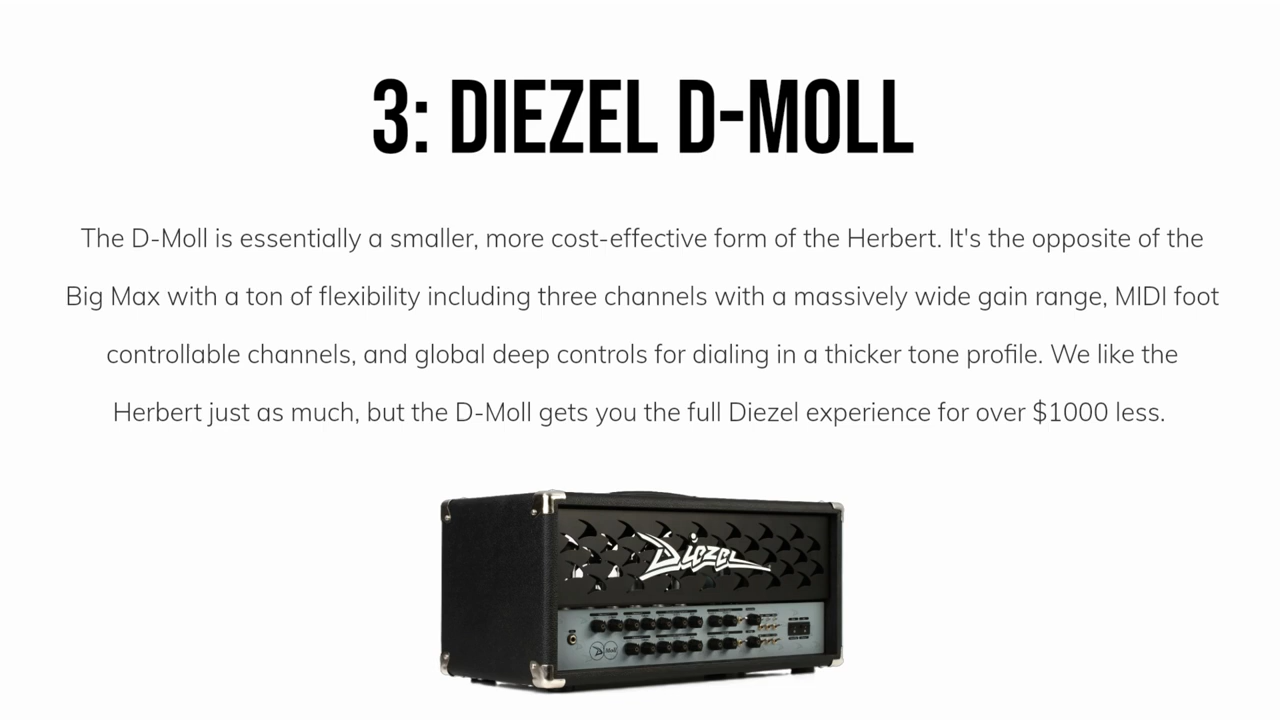 3: DIEZEL D-MOLL
The D-Moll is essentially a smaller, more cost-effective form of the Herbert. It's the opposite of the
Big Max with a ton of flexibility including three channels with a massively wide gain range, MIDI foot
controllable channels, and global deep controls for dialing in a thicker tone profile. We like the
Herbert just as much, but the D-Moll gets you the full Diezel experience for over $1000 less.
Diezel